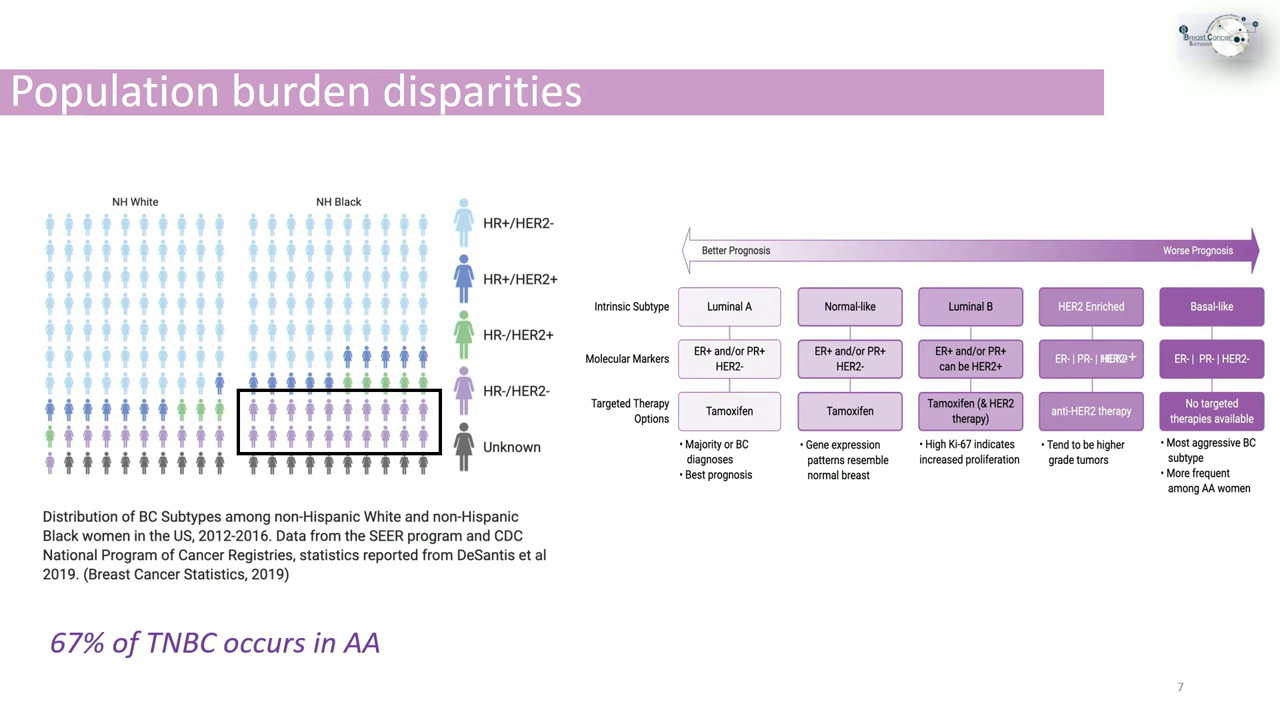 Breast Cancer
Subtypes
Population burden disparities
NH White
NH Black
HR+/HER2-
HR+/HER2+
HR-/HER2+
HR-/HER2-
Unknown
Distribution of BC Subtypes among non-Hispanic White and non-Hispanic
Black women in the US, 2012-2016. Data from the SEER program and CDC
National Program of Cancer Registries, statistics reported from DeSantis et al
2019. (Breast Cancer Statistics, 2019)
67% of TNBC occurs in AA
Better Prognosis
Worse Prognosis
Intrinsic Subtype
Luminal A
Normal-like
Luminal B
HER2 Enriched
Basal-like
Molecular Markers
ER+ and/or PR+
HER2-
ER+ and/or PR+
HER2-
ER+ and/or PR+
can be HER2+
ER- | PR- | HER2+
ER- | PR- | HER2-
Targeted Therapy
Options
Tamoxifen
Tamoxifen
Tamoxifen (& HER2
therapy)
anti-HER2 therapy
No targeted
therapies available
• Majority or BC
diagnoses
• Best prognosis
• Gene expression
patterns resemble
normal breast
• High Ki-67 indicates
increased proliferation
• Tend to be higher
grade tumors
• Most aggressive BC
subtype
• More frequent
among AA women
7